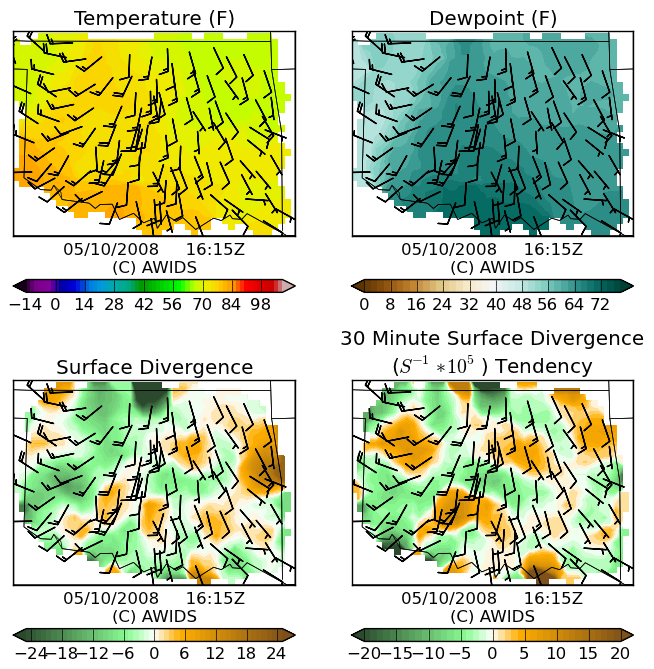 Temperature (F)
Dewpoint (F)
05/10/2008 16:15Z
(C) AWIDS
05/10/2008 16:15Z
(C) AWIDS
−14 0 14 28 42 56 70 84 98
0 8 16 24 32 40 48 56 64 72
Surface Divergence
30 Minute Surface Divergence
(S⁻¹ ∗10⁵ ) Tendency
05/10/2008 16:15Z
(C) AWIDS
05/10/2008 16:15Z
(C) AWIDS
−24−18−12 −6 0 6 12 18 24
−20−15−10 −5 0 5 10 15 20